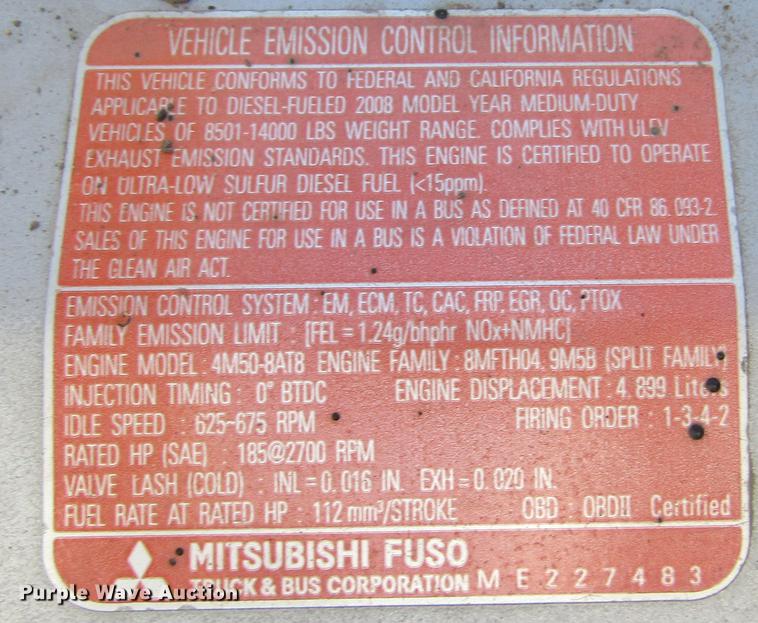 VEHICLE EMISSION CONTROL INFORMATION
THIS VEHICLE CONFORMS TO FEDERAL AND CALIFORNIA REGULATIONS
APPLICABLE TO DIESEL-FUELED 2008 MODEL YEAR MEDIUM-DUTY
VEHICLES OF 8501-14000 LBS WEIGHT RANGE. COMPLIES WITH ULEV
EXHAUST EMISSION STANDARDS. THIS ENGINE IS CERTIFIED TO OPERATE
ON ULTRA-LOW SULFUR DIESEL FUEL (<15ppm).
THIS ENGINE IS NOT CERTIFIED FOR USE IN A BUS AS DEFINED AT 40 CFR 86. 093-2.
SALES OF THIS ENGINE FOR USE IN A BUS IS A VIOLATION OF FEDERAL LAW UNDER
THE CLEAN AIR ACT.
EMISSION CONTROL SYSTEM : EM, ECM, TC, CAC, FRP, EGR, OC, PTOX
FAMILY EMISSION LIMIT : [FEL = 1.24g/bhphr NOx+NMHC]
ENGINE MODEL : 4M50-8AT8 ENGINE FAMILY : 8MFTH04. 9M5B (SPLIT FAMILY)
INJECTION TIMING : 0° BTDC ENGINE DISPLACEMENT : 4. 899 Liters
IDLE SPEED : 625~675 RPM FIRING ORDER : 1-3-4-2
RATED HP (SAE) : 185@2700 RPM
VALVE LASH (COLD) : INL = 0. 016 IN. EXH = 0. 020 IN.
FUEL RATE AT RATED HP : 112 mm³/STROKE OBD : OBDII Certified
MITSUBISHI FUSO
TRUCK & BUS CORPORATION ME227483
Purple Wave Auction